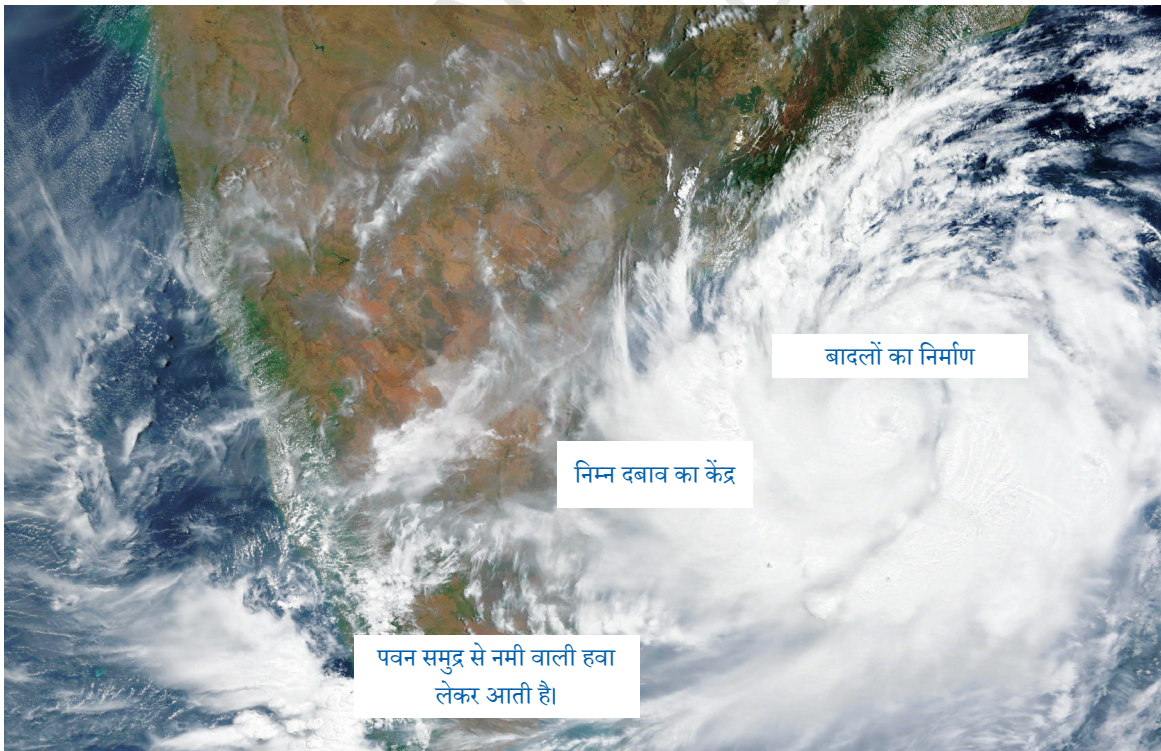 बादलों का निर्माण
निम्न दबाव का केंद्र
पवन समुद्र से नमी वाली हवा
लेकर आती है।